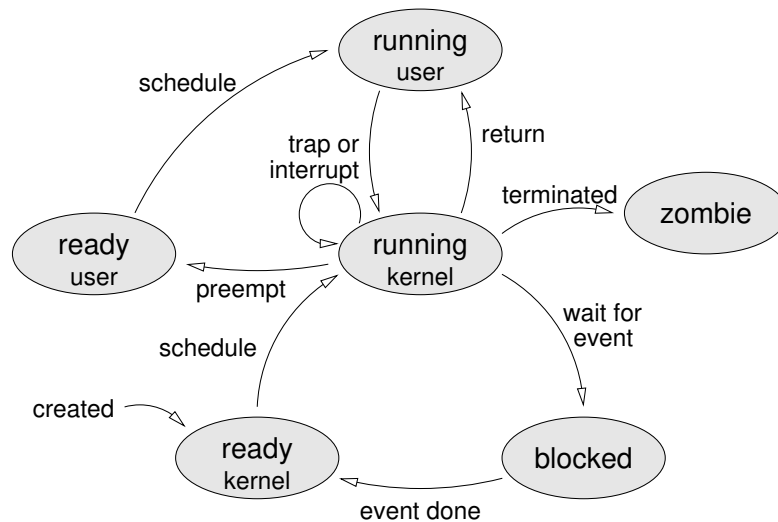 running
user
schedule
trap or
interrupt
return
terminated
zombie
ready
user
running
kernel
preempt
wait for
event
schedule
created
ready
kernel
blocked
event done